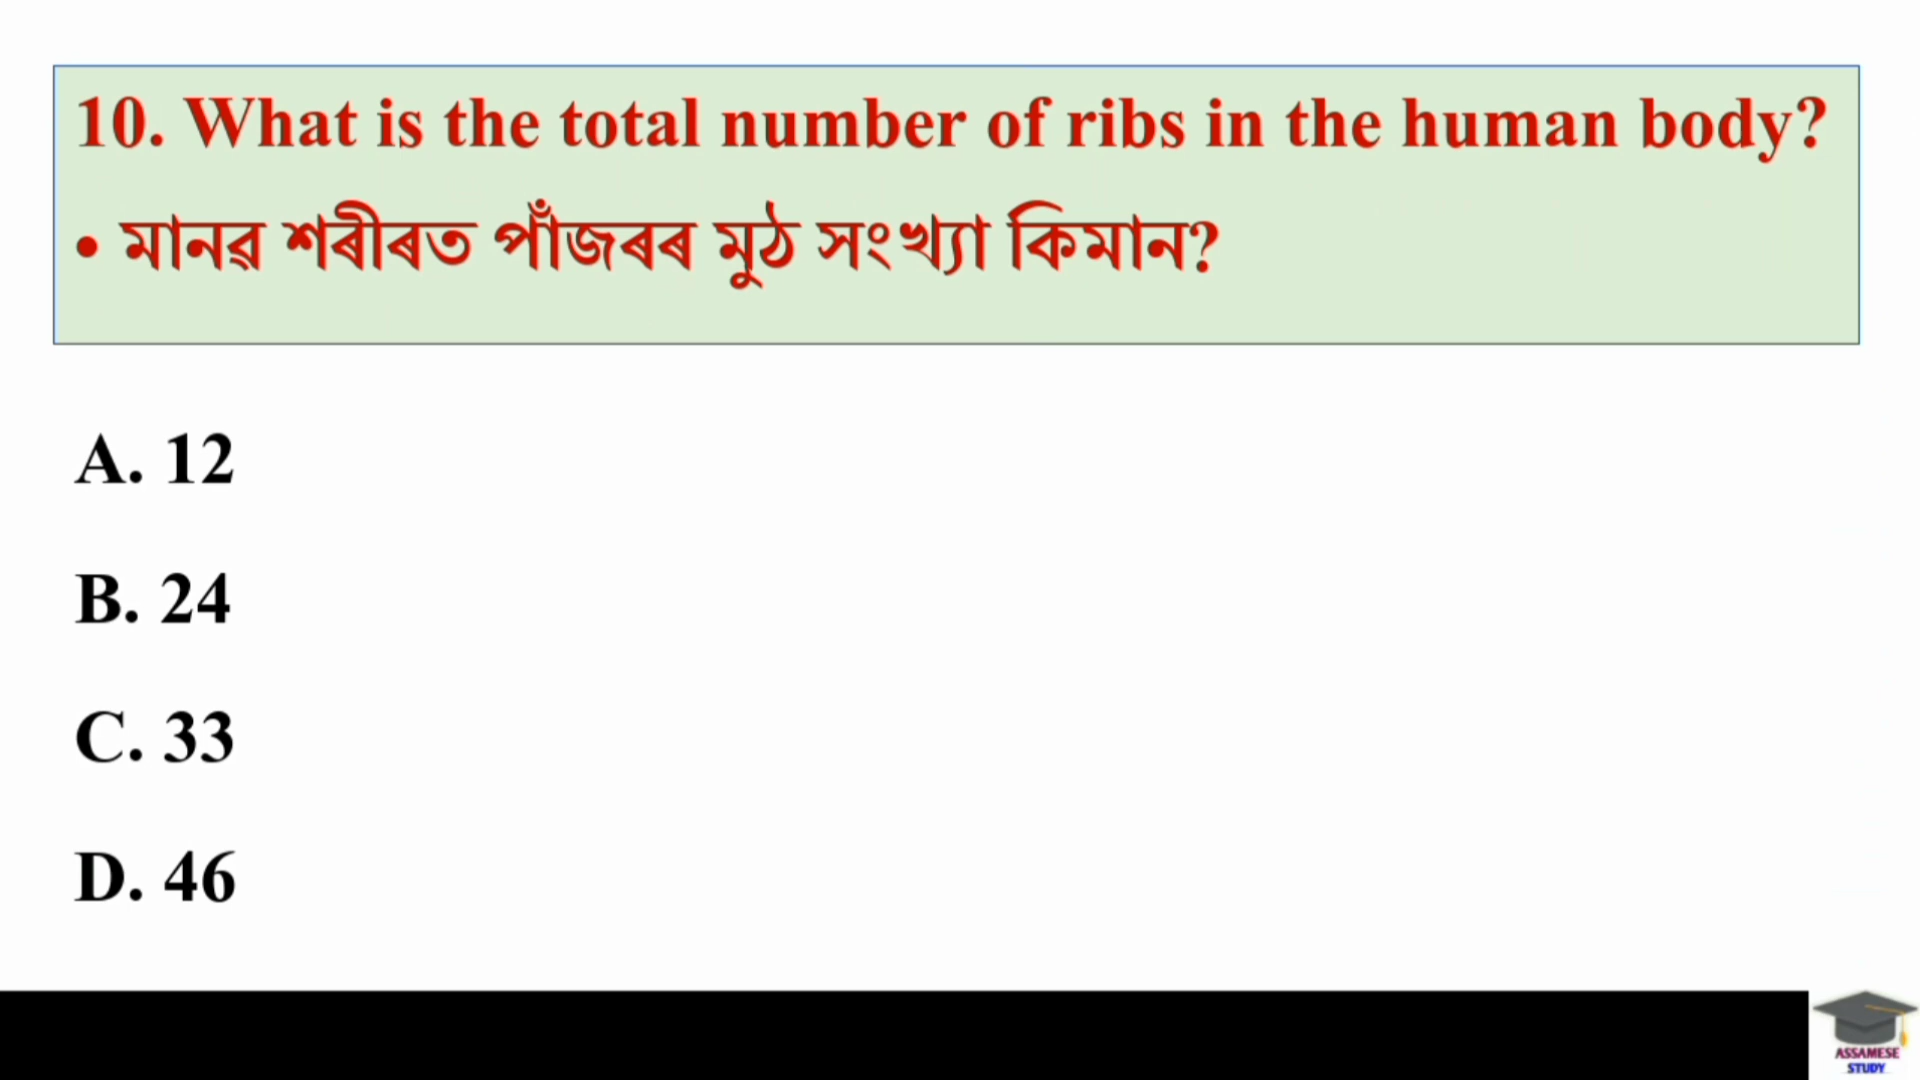 10. What is the total number of ribs in the human body?
• মানৱ শৰীৰত পাঁজৰৰ মুঠ সংখ্যা কিমান?
A. 12
B. 24
C. 33
D. 46
ASSAMESE
STUDY